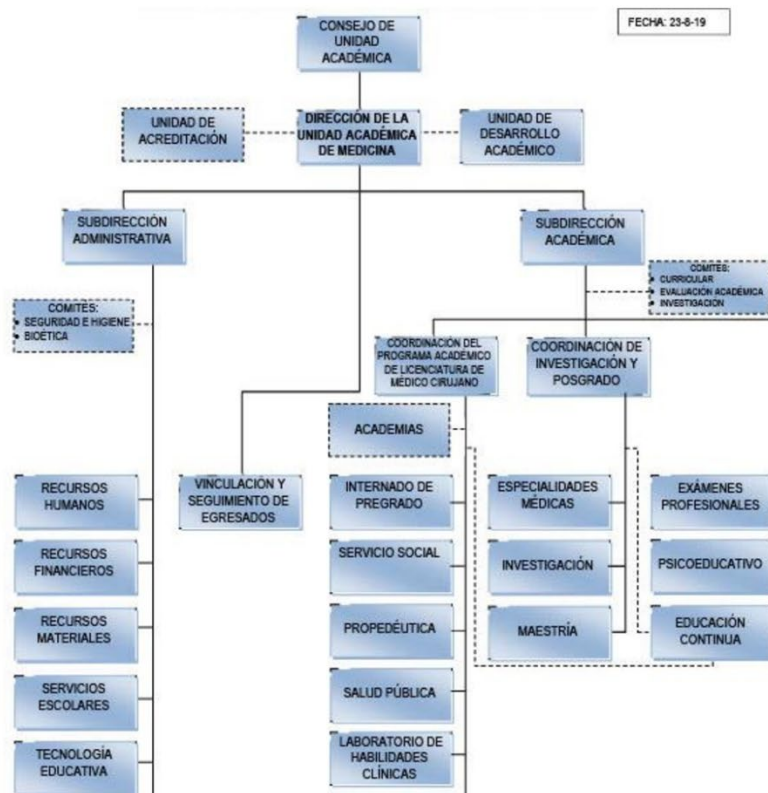 FECHA: 23-8-19
CONSEJO DE
UNIDAD
ACADÉMICA
UNIDAD DE
ACREDITACIÓN
DIRECCIÓN DE LA
UNIDAD ACADÉMICA
DE MEDICINA
UNIDAD DE
DESARROLLO
ACADÉMICO
SUBDIRECCIÓN
ADMINISTRATIVA
SUBDIRECCIÓN
ACADÉMICA
COMITES:
• CURRICULAR
• EVALUACIÓN ACADÉMICA
• INVESTIGACIÓN
COMITÉS:
• SEGURIDAD E HIGIENE
• BIOÉTICA
COORDINACIÓN DEL
PROGRAMA ACADÉMICO
DE LICENCIATURA DE
MÉDICO CIRUJANO
COORDINACIÓN DE
INVESTIGACIÓN Y
POSGRADO
ACADEMIAS
RECURSOS
HUMANOS
VINCULACIÓN Y
SEGUIMIENTO DE
EGRESADOS
INTERNADO DE
PREGRADO
ESPECIALIDADES
MÉDICAS
EXÁMENES
PROFESIONALES
RECURSOS
FINANCIEROS
SERVICIO SOCIAL
INVESTIGACIÓN
PSICOEDUCATIVO
RECURSOS
MATERIALES
PROPEDÉUTICA
MAESTRÍA
EDUCACIÓN
CONTINUA
SERVICIOS
ESCOLARES
SALUD PÚBLICA
TECNOLOGÍA
EDUCATIVA
LABORATORIO DE
HABILIDADES
CLÍNICAS